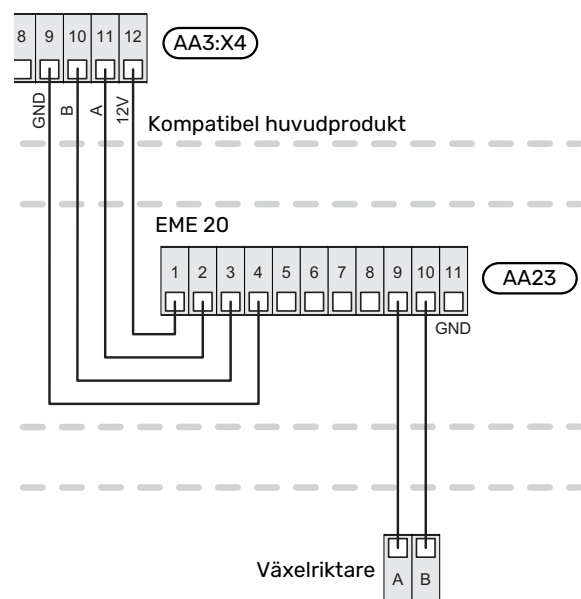 8 9 10 11 12
AA3:X4
GND B A 12V
Kompatibel huvudprodukt
EME 20
1 2 3 4 5 6 7 8 9 10 11
AA23
GND
Växelriktare
A B